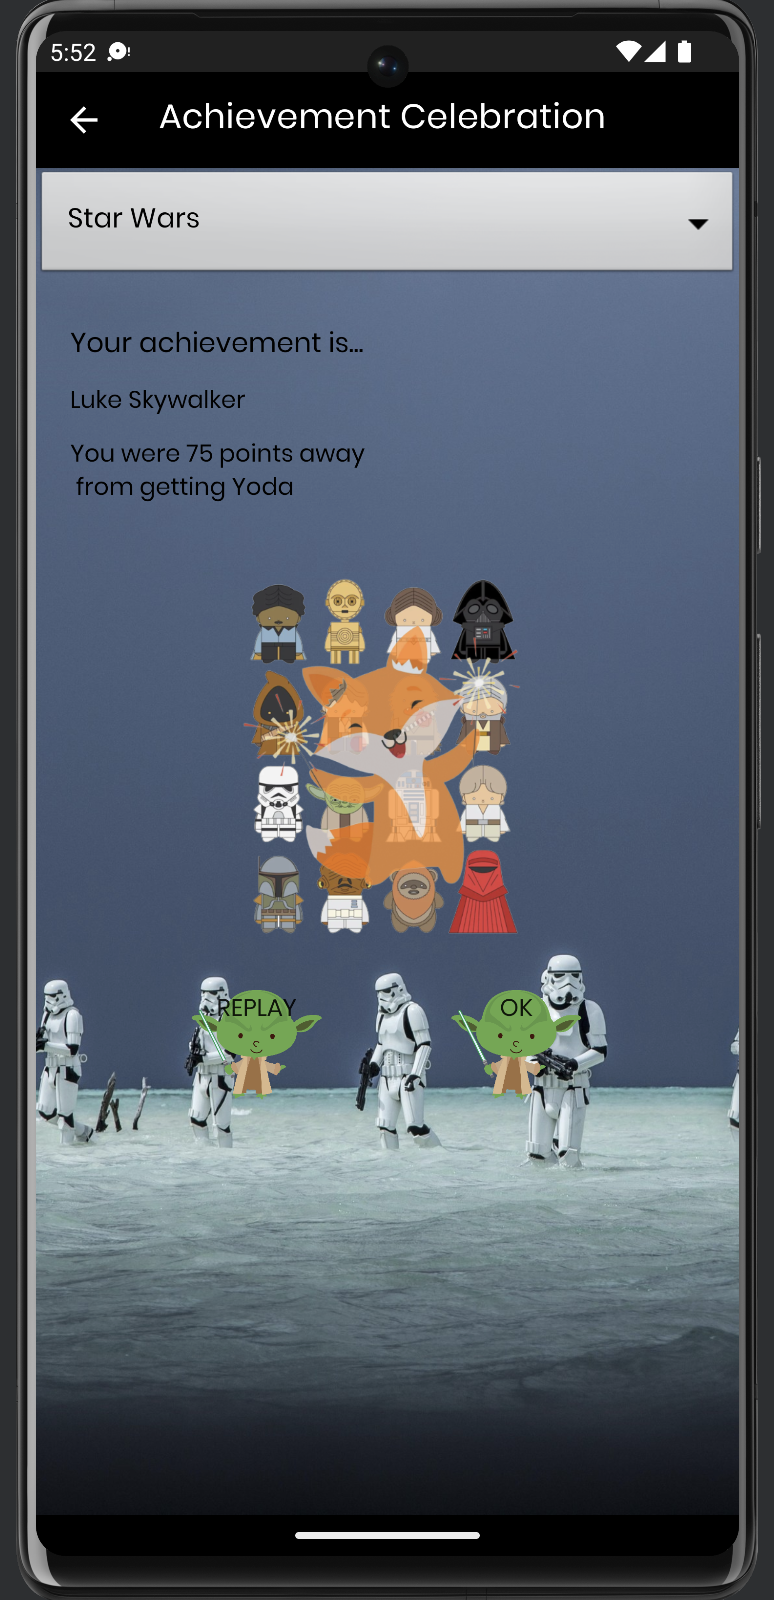 5:52
Achievement Celebration
Star Wars
Your achievement is...
Luke Skywalker
You were 75 points away
from getting Yoda
REPLAY
OK